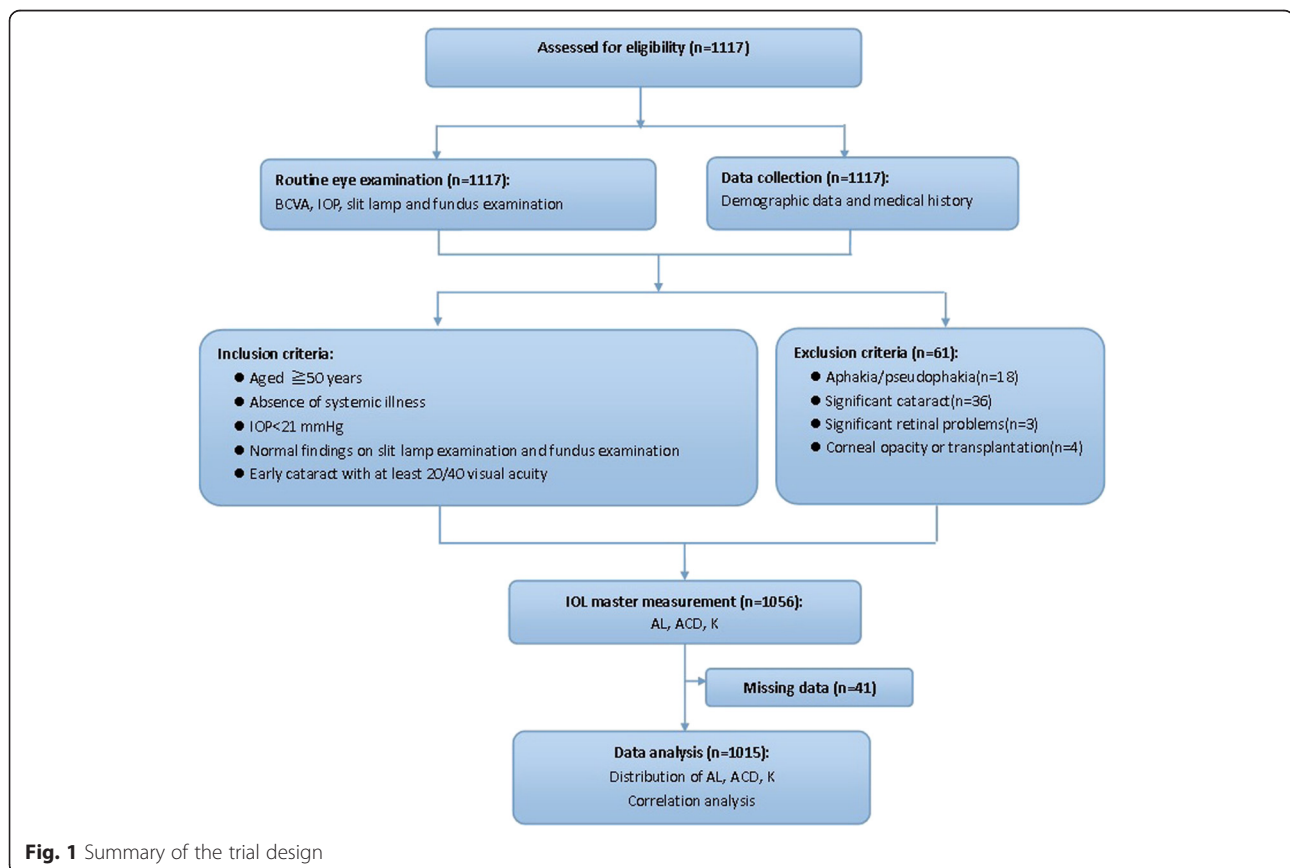 Assessed for eligibility (n=1117)
Routine eye examination (n=1117):
BCVA, IOP, slit lamp and fundus examination
Data collection (n=1117):
Demographic data and medical history
Inclusion criteria:
● Aged ≧50 years
● Absence of systemic illness
● IOP<21 mmHg
● Normal findings on slit lamp examination and fundus examination
● Early cataract with at least 20/40 visual acuity
Exclusion criteria (n=61):
● Aphakia/pseudophakia(n=18)
● Significant cataract(n=36)
● Significant retinal problems(n=3)
● Corneal opacity or transplantation(n=4)
IOL master measurement (n=1056):
AL, ACD, K
Missing data (n=41)
Data analysis (n=1015):
Distribution of AL, ACD, K
Correlation analysis
Fig. 1 Summary of the trial design